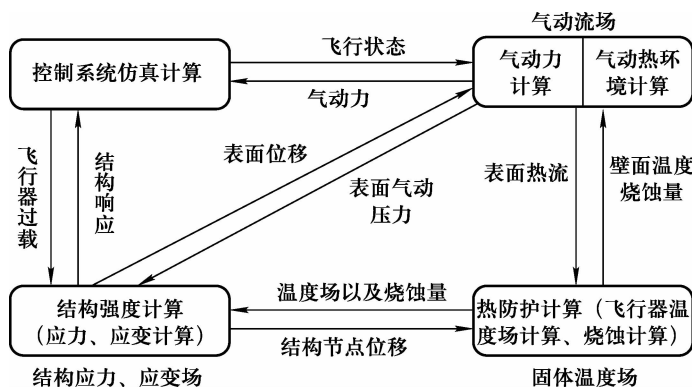 气动流场
控制系统仿真计算
飞行状态
气动力
气动力
计算
气动热环
境计算
飞行器过载
结构响应
表面位移
表面气动
压力
表面热流
壁面温度
烧蚀量
结构强度计算
（应力、应变计算）
温度场以及烧蚀量
结构节点位移
热防护计算（飞行器温
度场计算、烧蚀计算）
结构应力、应变场
固体温度场